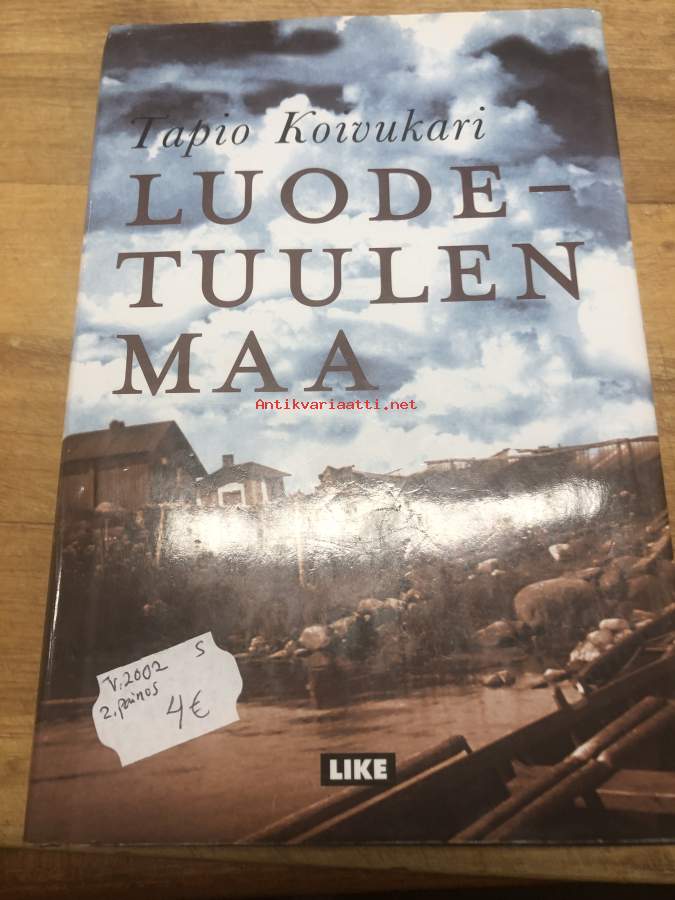 Tapio Koivukari
LUODE-
TUULEN
MAA
Antikvariaatti.net
V.2002 S
2. painos
4€
LIKE